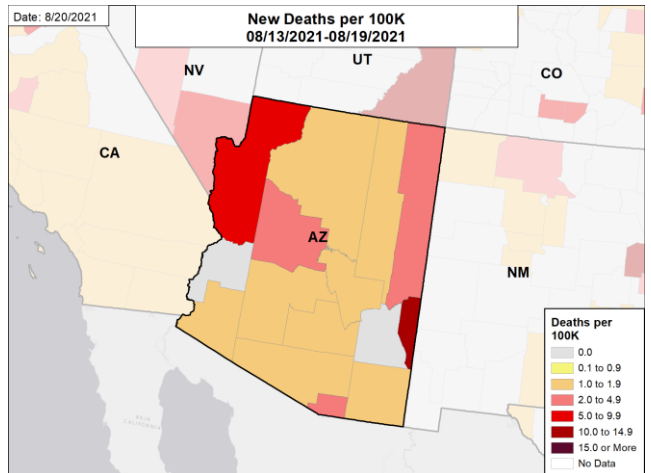 Date: 8/20/2021
New Deaths per 100K
08/13/2021-08/19/2021
UT
NV
CO
CA
AZ
NM
BAJA
CALIFORNIA
Deaths per
100K
0.0
0.1 to 0.9
1.0 to 1.9
2.0 to 4.9
5.0 to 9.9
10.0 to 14.9
15.0 or More
No Data